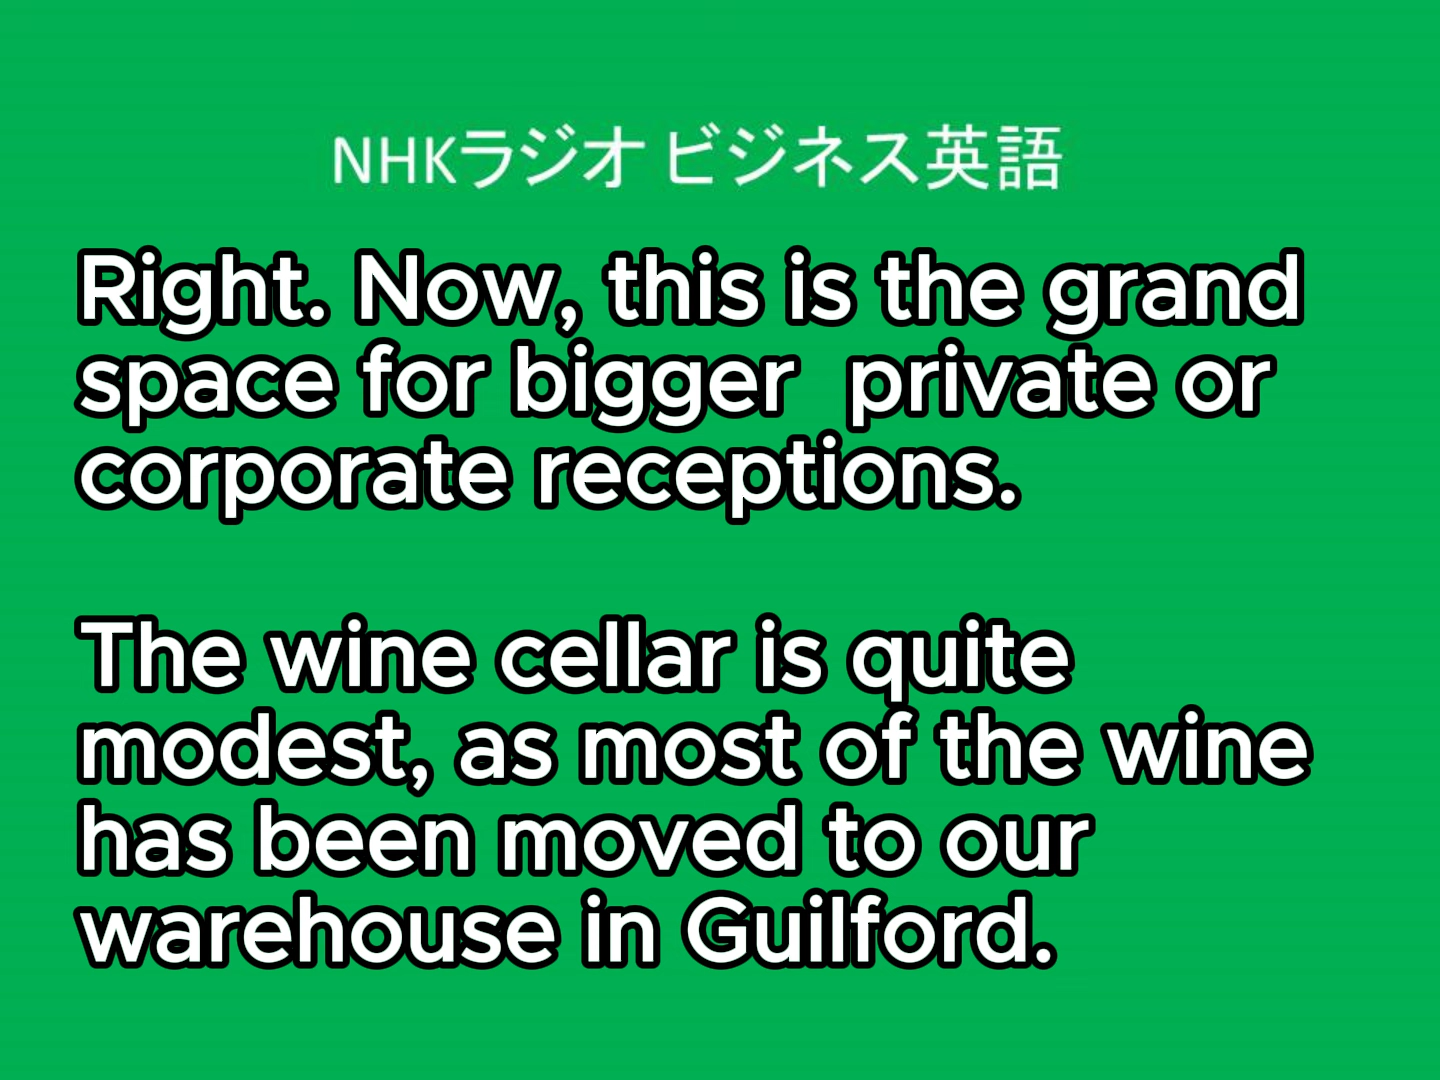 NHKラジオ ビジネス英語
Right. Now, this is the grand
space for bigger  private or
corporate receptions.
The wine cellar is quite
modest, as most of the wine
has been moved to our
warehouse in Guilford.